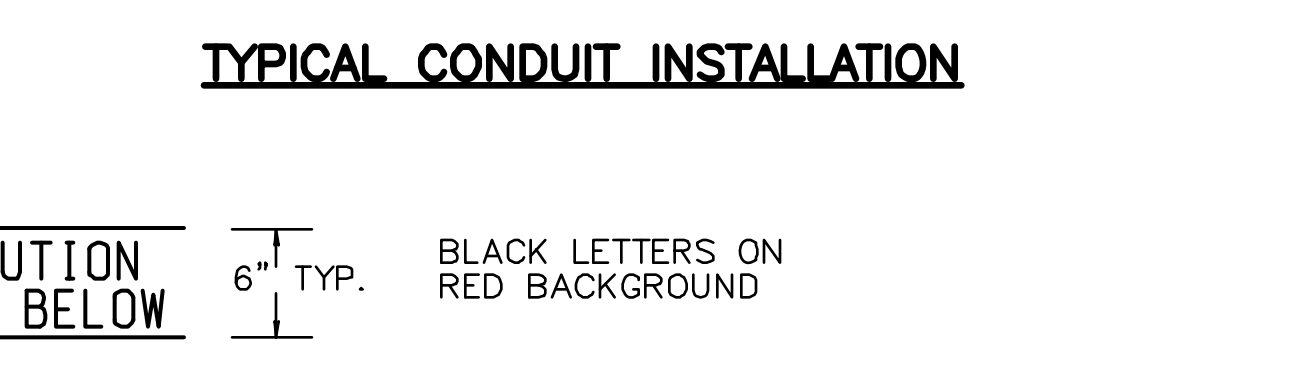 TYPICAL CONDUIT INSTALLATION
UTION
BELOW
6" TYP.
BLACK LETTERS ON
RED BACKGROUND